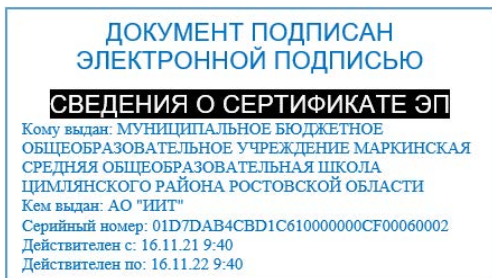 ДОКУМЕНТ ПОДПИСАН
ЭЛЕКТРОННОЙ ПОДПИСЬЮ
СВЕДЕНИЯ О СЕРТИФИКАТЕ ЭП
Кому выдан: МУНИЦИПАЛЬНОЕ БЮДЖЕТНОЕ
ОБЩЕОБРАЗОВАТЕЛЬНОЕ УЧРЕЖДЕНИЕ МАРКИНСКАЯ
СРЕДНЯЯ ОБЩЕОБРАЗОВАТЕЛЬНАЯ ШКОЛА
ЦИМЛЯНСКОГО РАЙОНА РОСТОВСКОЙ ОБЛАСТИ
Кем выдан: АО "ИИТ"
Серийный номер: 01D7DAB4CBD1C610000000CF00060002
Действителен с: 16.11.21 9:40
Действителен по: 16.11.22 9:40